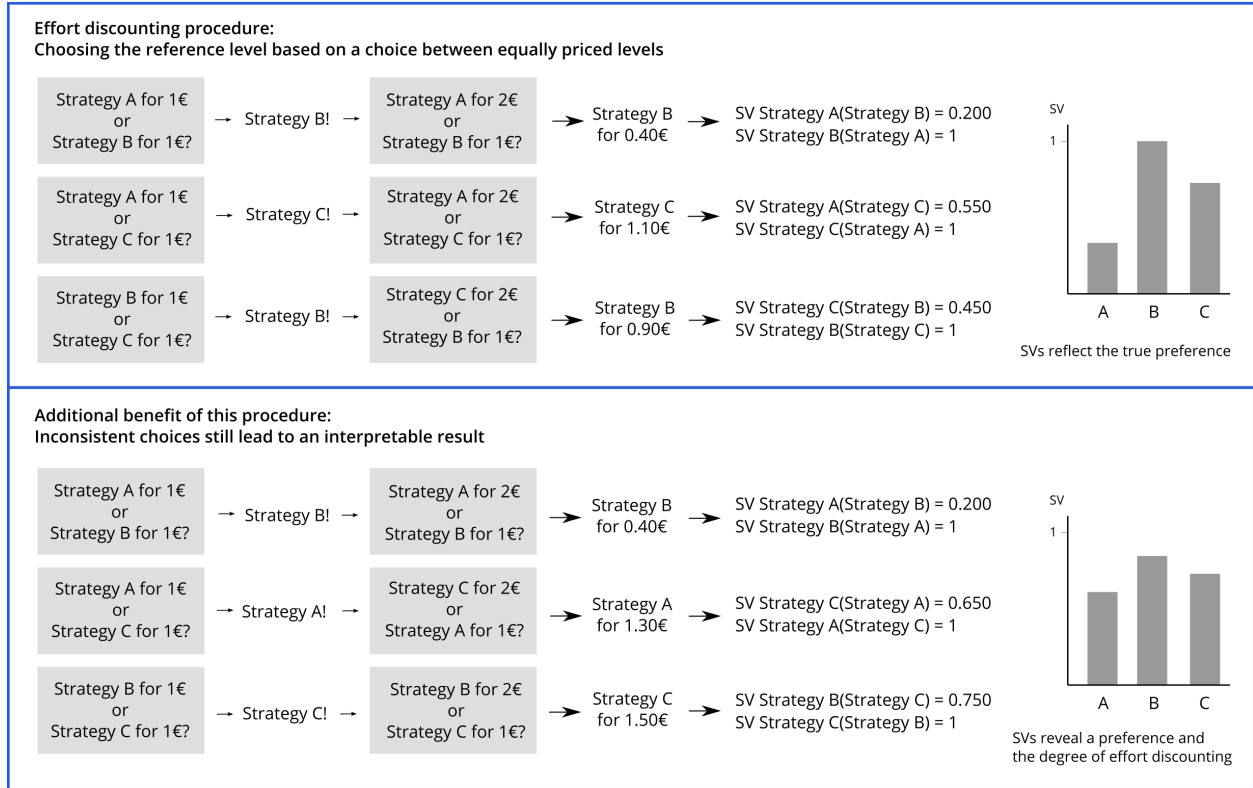 Effort discounting procedure:
Choosing the reference level based on a choice between equally priced levels
Strategy A for 1€
or
Strategy B for 1€?
Strategy B!
Strategy A for 2€
or
Strategy B for 1€?
Strategy B
for 0.40€
SV Strategy A(Strategy B) = 0.200
SV Strategy B(Strategy A) = 1
Strategy A for 1€
or
Strategy C for 1€?
Strategy C!
Strategy A for 2€
or
Strategy C for 1€?
Strategy C
for 1.10€
SV Strategy A(Strategy C) = 0.550
SV Strategy C(Strategy A) = 1
Strategy B for 1€
or
Strategy C for 1€?
Strategy B!
Strategy C for 2€
or
Strategy B for 1€?
Strategy B
for 0.90€
SV Strategy C(Strategy B) = 0.450
SV Strategy B(Strategy C) = 1
SV
1
A B C
SVs reflect the true preference
Additional benefit of this procedure:
Inconsistent choices still lead to an interpretable result
Strategy A for 1€
or
Strategy B for 1€?
Strategy B!
Strategy A for 2€
or
Strategy B for 1€?
Strategy B
for 0.40€
SV Strategy A(Strategy B) = 0.200
SV Strategy B(Strategy A) = 1
Strategy A for 1€
or
Strategy C for 1€?
Strategy A!
Strategy C for 2€
or
Strategy A for 1€?
Strategy A
for 1.30€
SV Strategy C(Strategy A) = 0.650
SV Strategy A(Strategy C) = 1
Strategy B for 1€
or
Strategy C for 1€?
Strategy C!
Strategy B for 2€
or
Strategy C for 1€?
Strategy C
for 1.50€
SV Strategy B(Strategy C) = 0.750
SV Strategy C(Strategy B) = 1
SV
1
A B C
SVs reveal a preference and
the degree of effort discounting